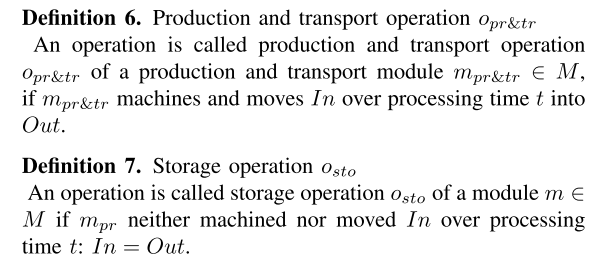 Definition 6. Production and transport operation o_{pr&tr}
An operation is called production and transport operation
o_{pr&tr} of a production and transport module m_{pr&tr} ∈ M,
if m_{pr&tr} machines and moves In over processing time t into
Out.
Definition 7. Storage operation o_{sto}
An operation is called storage operation o_{sto} of a module m ∈
M if m_{pr} neither machined nor moved In over processing
time t: In = Out.